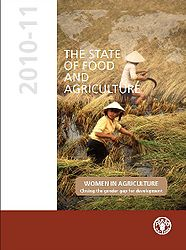 2010-11
THE STATE
OF FOOD
AND
AGRICULTURE
WOMEN IN AGRICULTURE
Closing the gender gap for development